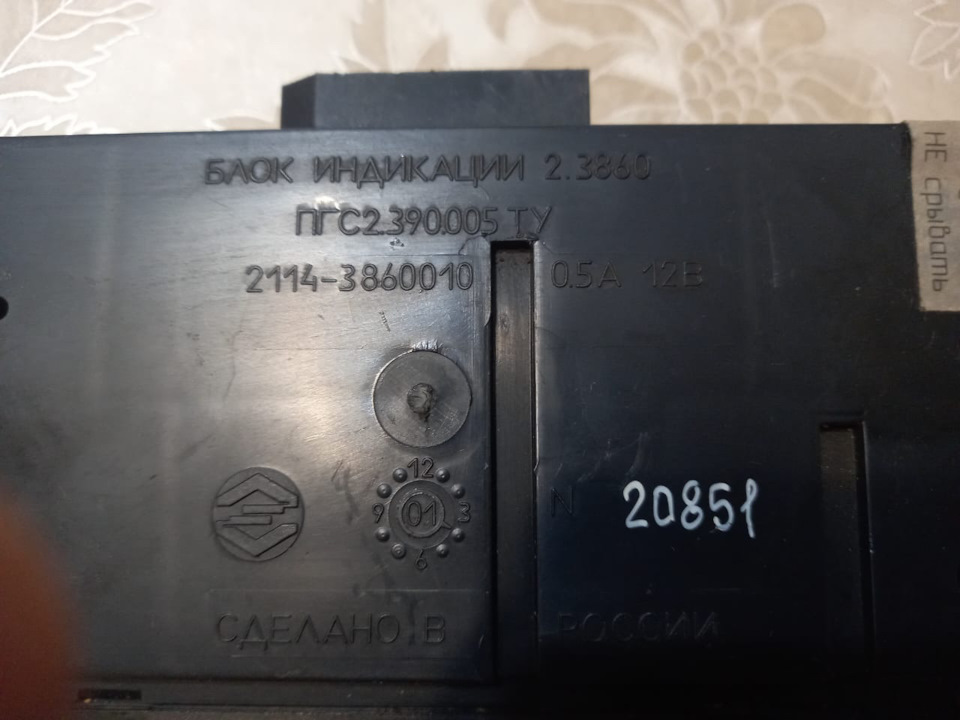 БЛОК ИНДИКАЦИИ 2.3860
ПГС2.390.005 ТУ
2114-3860010 0.5А 12В
Не срывать
12
9 01 3
6
N 20851
СДЕЛАНО В РОССИИ